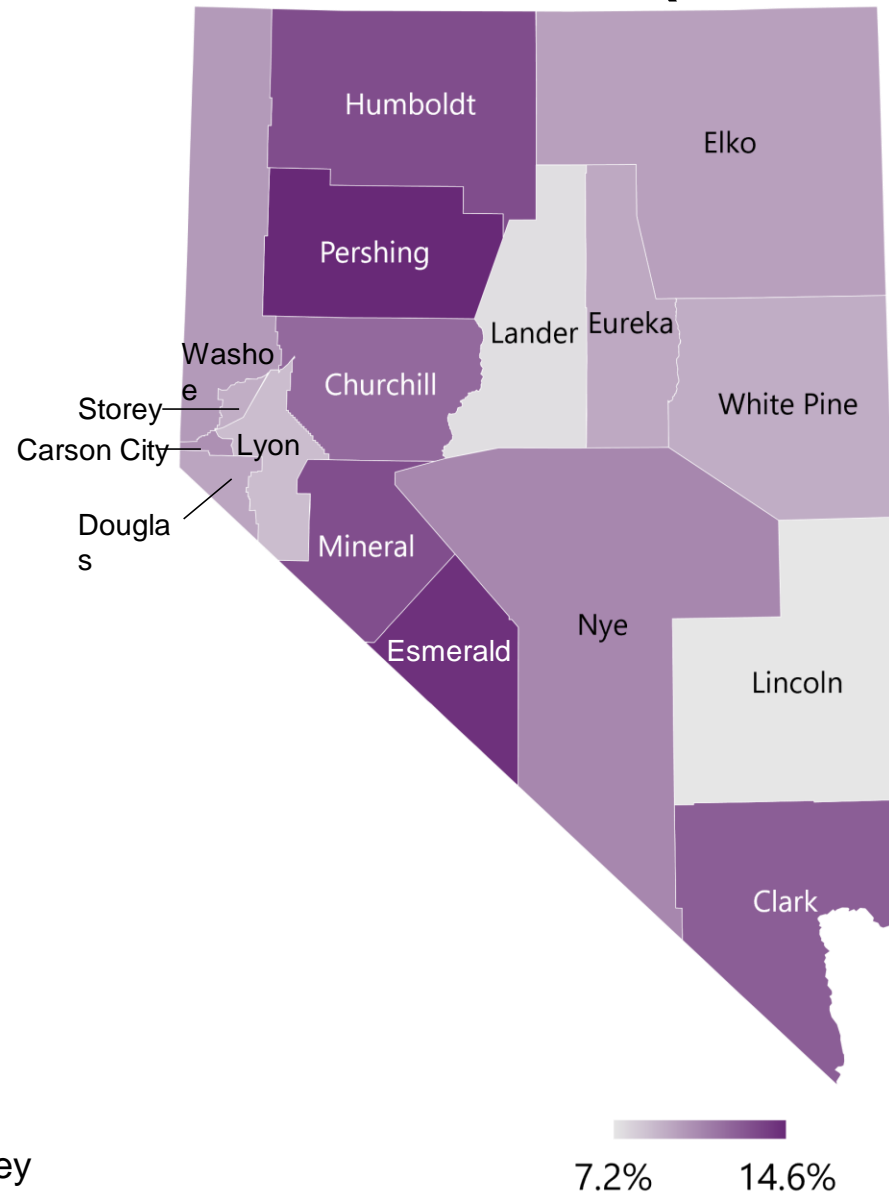 Humboldt
Elko
Pershing
Lander
Eureka
Washo
e
Churchill
White Pine
Storey
Carson City
Lyon
Dougla
s
Mineral
Nye
Esmerald
Lincoln
Clark
ey
7.2% 14.6%